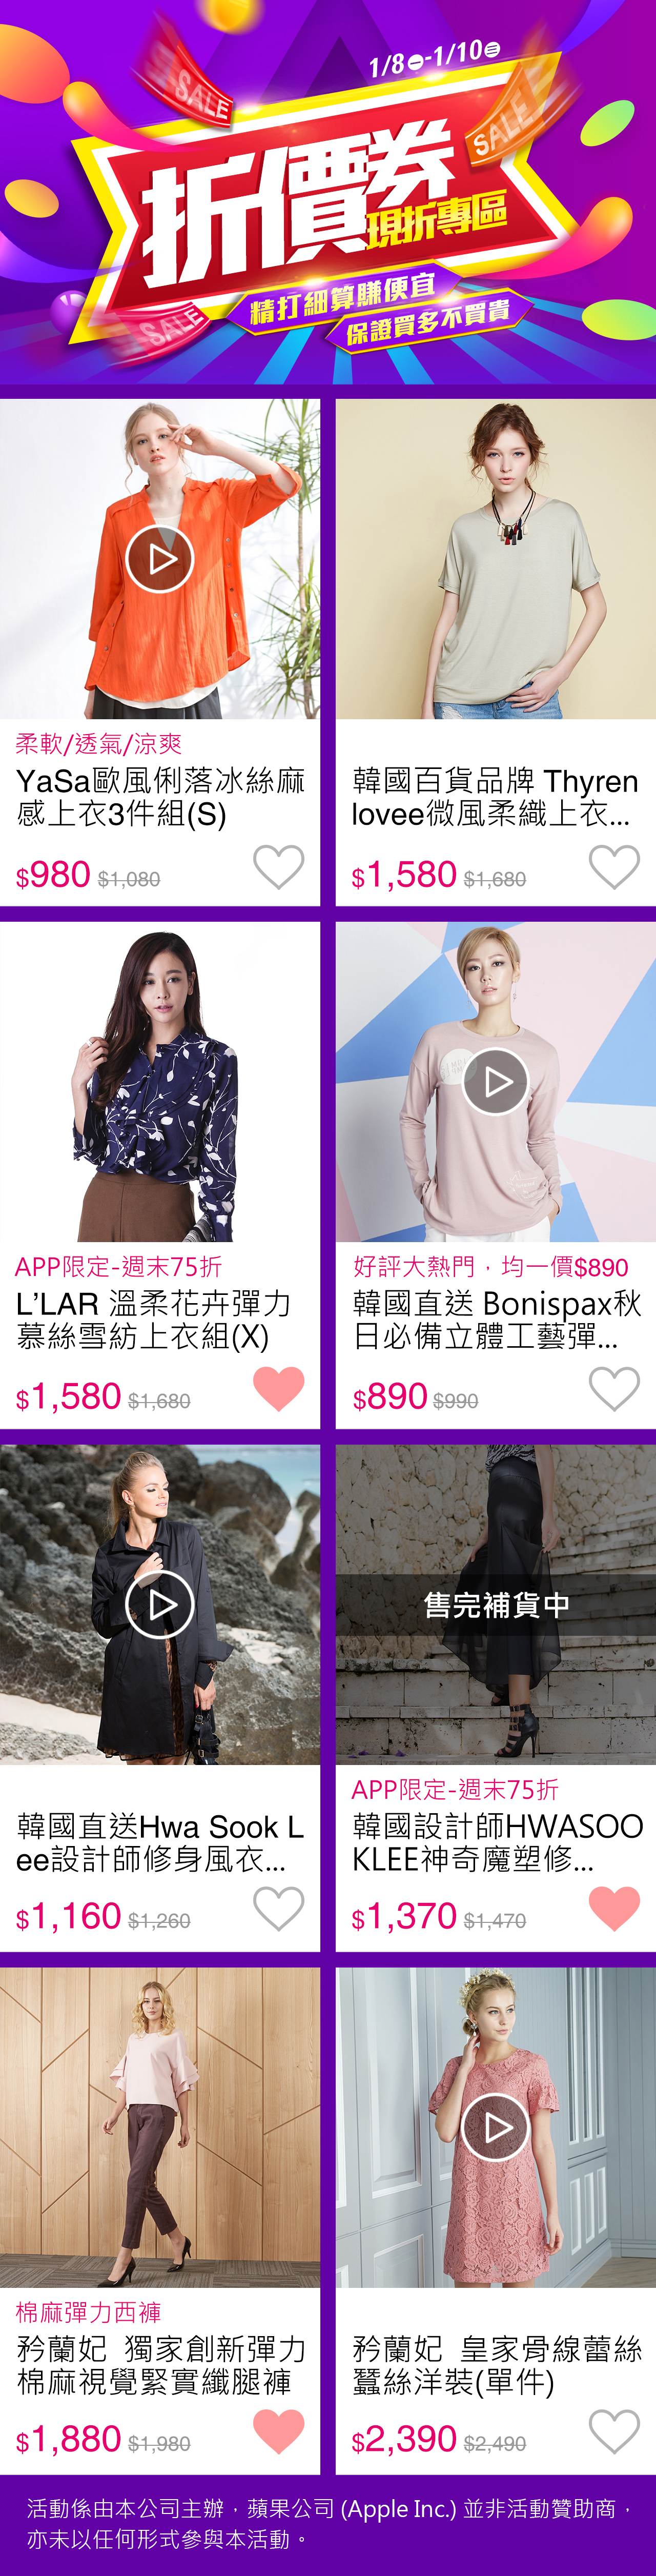 1/8㊀-1/10㊂
SALE
SALE
折價券
現折專區
精打細算賺便宜
SALE
保證買多不買貴
柔軟/透氣/涼爽
YaSa歐風俐落冰絲麻
感上衣3件組(S)
$980 $1,080
韓國百貨品牌 Thyren
lovee微風柔織上衣...
$1,580 $1,680
APP限定-週末75折
L’LAR 溫柔花卉彈力
慕絲雪紡上衣組(X)
$1,580 $1,680
好評大熱門，均一價$890
韓國直送 Bonispax秋
日必備立體工藝彈...
$890 $990
韓國直送Hwa Sook L
ee設計師修身風衣...
$1,160 $1,260
售完補貨中
APP限定-週末75折
韓國設計師HWASOO
KLEE神奇魔塑修...
$1,370 $1,470
棉麻彈力西褲
矜蘭妃 獨家創新彈力
棉麻視覺緊實纖腿褲
$1,880 $1,980
矜蘭妃 皇家骨線蕾絲
蠶絲洋裝(單件)
$2,390 $2,490
活動係由本公司主辦，蘋果公司 (Apple Inc.) 並非活動贊助商，
亦未以任何形式參與本活動。